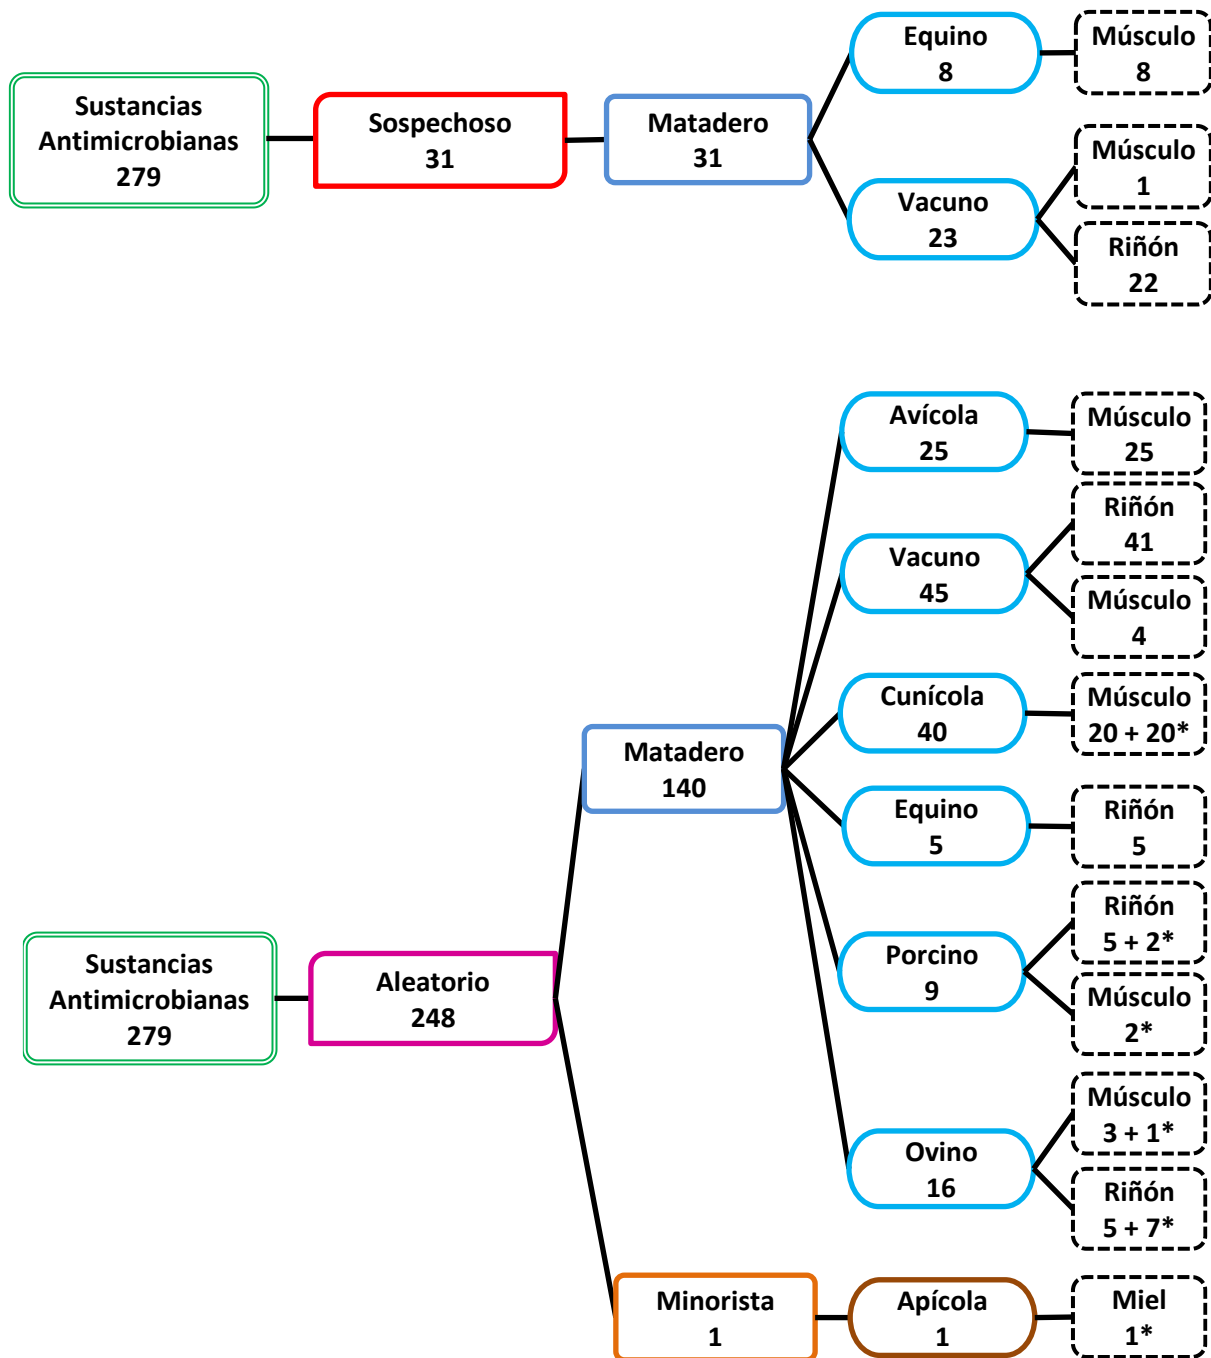 Sustancias
Antimicrobianas
279
Sospechoso
31
Matadero
31
Equino
8
Músculo
8
Vacuno
23
Músculo
1
Riñón
22
Sustancias
Antimicrobianas
279
Aleatorio
248
Matadero
140
Avícola
25
Músculo
25
Vacuno
45
Riñón
41
Músculo
4
Cunícola
40
Músculo
20 + 20*
Equino
5
Riñón
5
Porcino
9
Riñón
5 + 2*
Músculo
2*
Ovino
16
Músculo
3 + 1*
Riñón
5 + 7*
Minorista
1
Apícola
1
Miel
1*